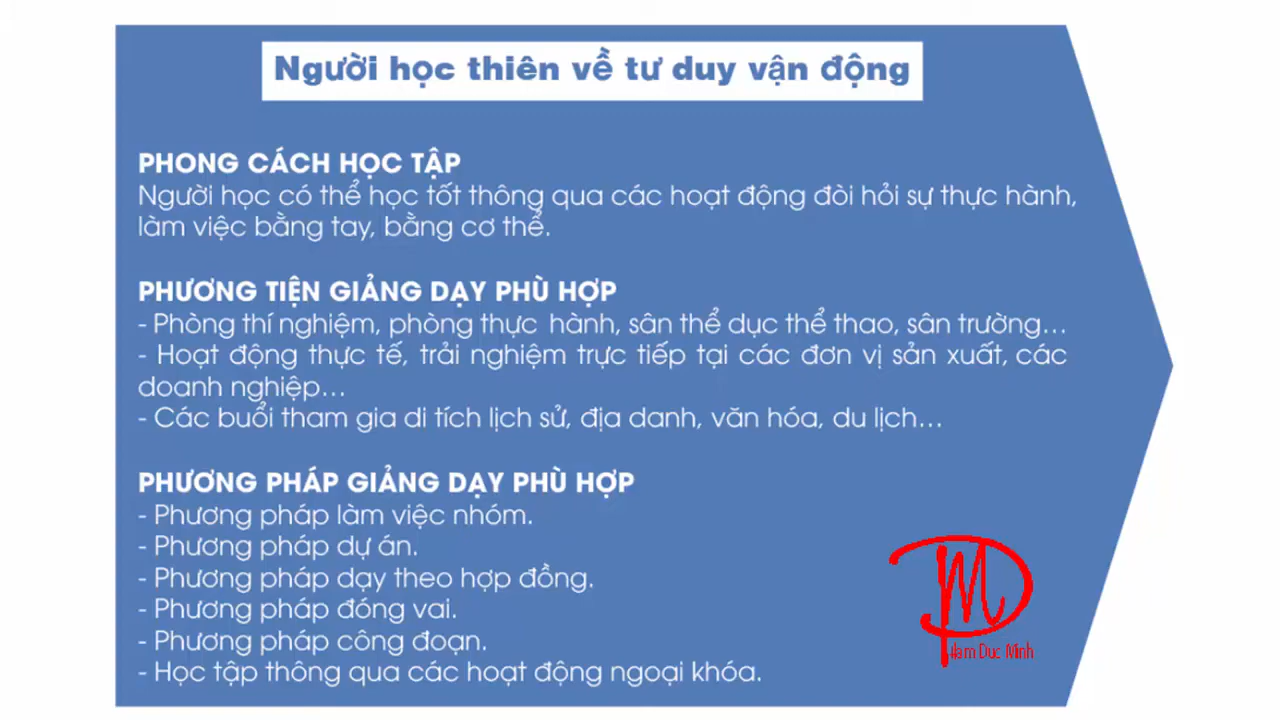 Người học thiên về tư duy vận động
PHONG CÁCH HỌC TẬP
Người học có thể học tốt thông qua các hoạt động đòi hỏi sự thực hành,
làm việc bằng tay, bằng cơ thể.
PHƯƠNG TIỆN GIẢNG DẠY PHÙ HỢP
- Phòng thí nghiệm, phòng thực hành, sân thể dục thể thao, sân trường...
- Hoạt động thực tế, trải nghiệm trực tiếp tại các đơn vị sản xuất, các
doanh nghiệp...
- Các buổi tham gia di tích lịch sử, địa danh, văn hóa, du lịch...
PHƯƠNG PHÁP GIẢNG DẠY PHÙ HỢP
- Phương pháp làm việc nhóm.
- Phương pháp dự án.
- Phương pháp dạy theo hợp đồng.
- Phương pháp đóng vai.
- Phương pháp công đoạn.
- Học tập thông qua các hoạt động ngoại khóa.
PMD
Ham Duc Minh